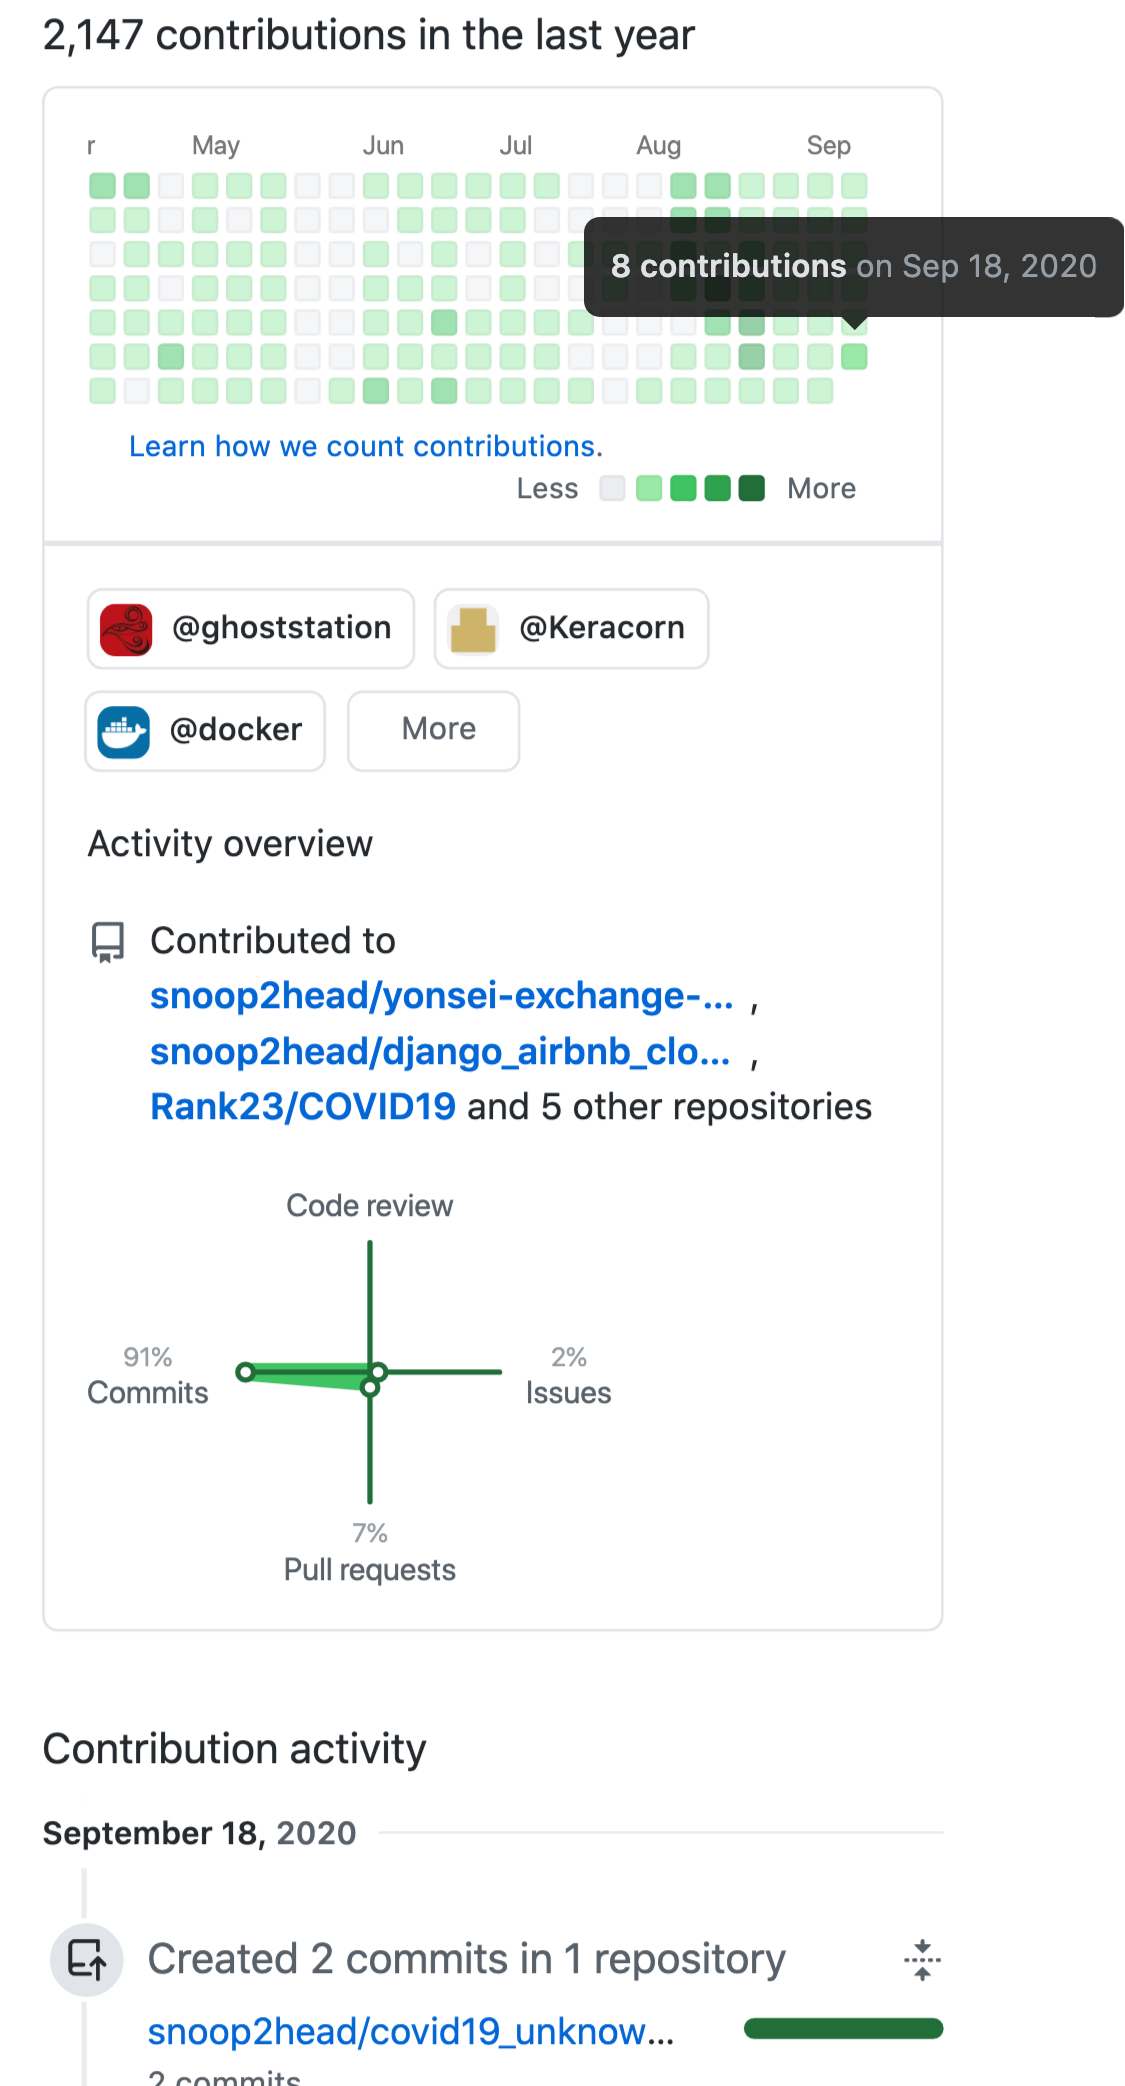 2,147 contributions in the last year
r May Jun Jul Aug Sep
8 contributions on Sep 18, 2020
Learn how we count contributions.
Less More
@ghoststation @Keracorn
@docker More
Activity overview
Contributed to
snoop2head/yonsei-exchange-... ,
snoop2head/django_airbnb_clo... ,
Rank23/COVID19 and 5 other repositories
Code review
91% 2%
Commits Issues
7%
Pull requests
Contribution activity
September 18, 2020
Created 2 commits in 1 repository
snoop2head/covid19_unknow...
2 commits